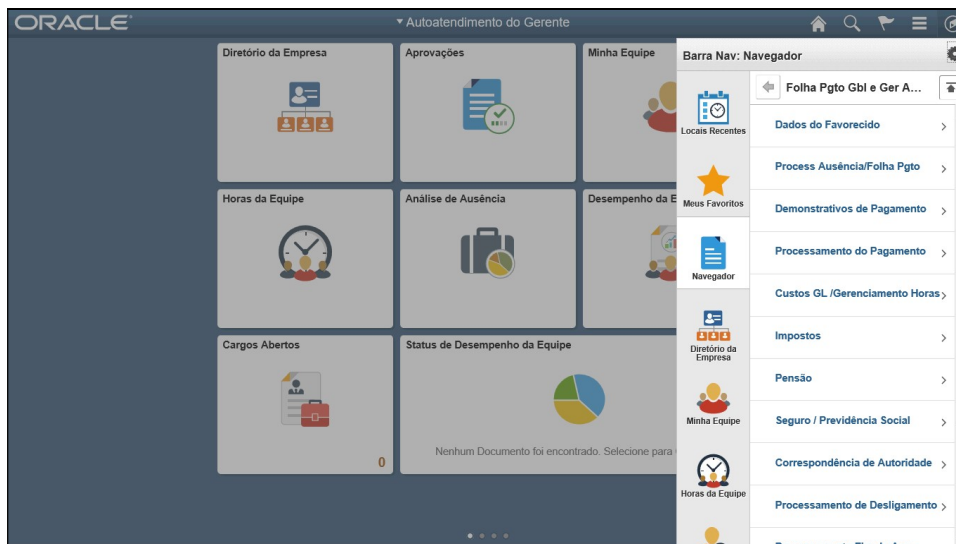 ORACLE
Autoatendimento do Gerente
Diretório da Empresa
Aprovações
Minha Equipe
Horas da Equipe
Análise de Ausência
Desempenho da E
Cargos Abertos
0
Status de Desempenho da Equipe
Nenhum Documento foi encontrado. Selecione para
Barra Nav: Navegador
Locais Recentes
Meus Favoritos
Navegador
Diretório da
Empresa
Minha Equipe
Horas da Equipe
Folha Pgto Gbl e Ger A...
Dados do Favorecido
Process Ausência/Folha Pgto
Demonstrativos de Pagamento
Processamento do Pagamento
Custos GL /Gerenciamento Horas
Impostos
Pensão
Seguro / Previdência Social
Correspondência de Autoridade
Processamento de Desligamento